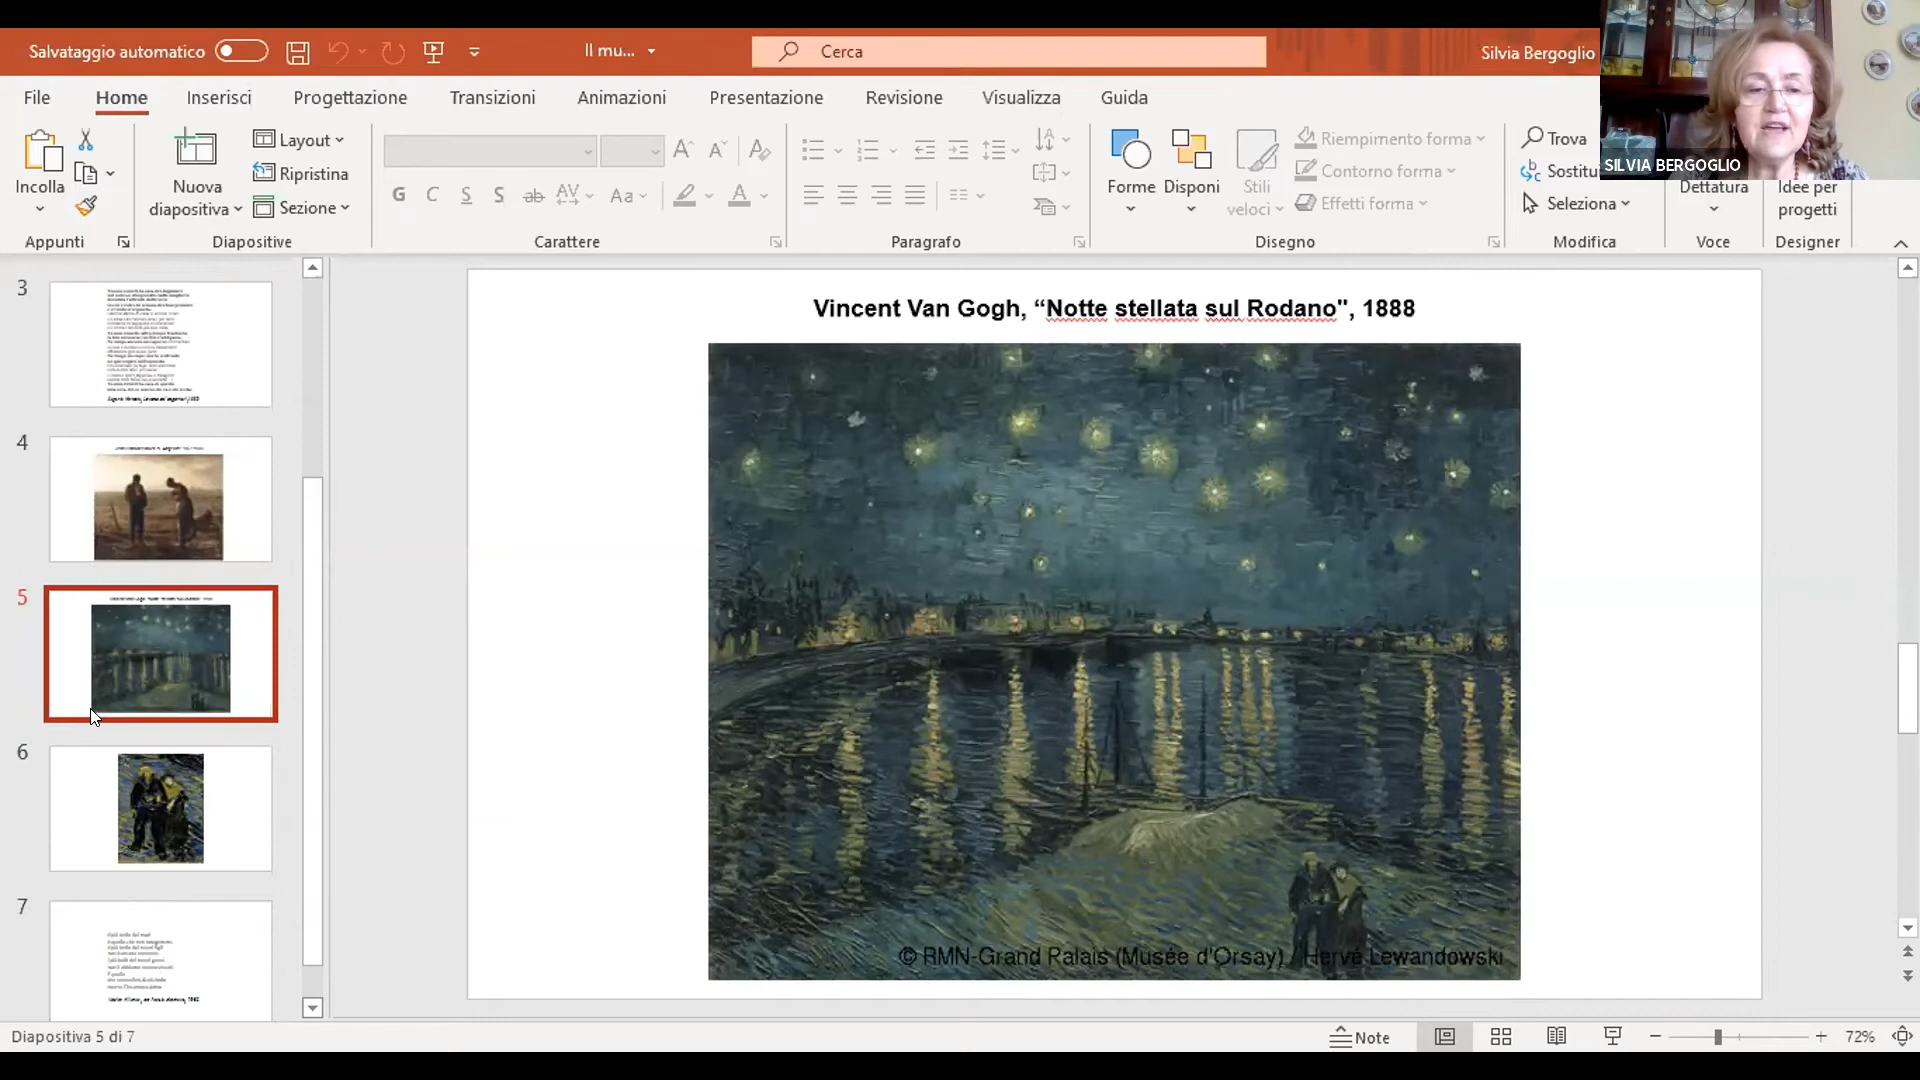 Salvataggio automatico
Il mu...
Cerca
Silvia Bergoglio
SILVIA BERGOGLIO
File Home Inserisci Progettazione Transizioni Animazioni Presentazione Revisione Visualizza Guida
Incolla
Appunti
Nuova diapositiva
Layout
Ripristina
Sezione
Diapositive
G C S S ab AV Aa A
Carattere
Paragrafo
Forme
Disponi
Stili veloci
Riempimento forma
Contorno forma
Effetti forma
Disegno
Trova
Seleziona
Modifica
Dettatura
Voce
Idee per progetti
Designer
3
4
5
6
7
Vincent Van Gogh, “Notte stellata sul Rodano", 1888
© RMN-Grand Palais (Musée d'Orsay) / Hervé Lewandowski
Diapositiva 5 di 7
Note
72%